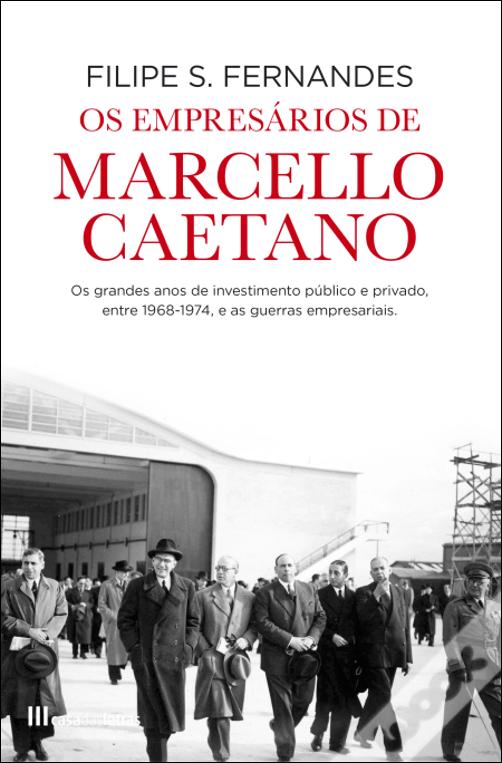 FILIPE S. FERNANDES
OS EMPRESÁRIOS DE
MARCELLO
CAETANO
Os grandes anos de investimento público e privado,
entre 1968-1974, e as guerras empresariais.
casa das letras